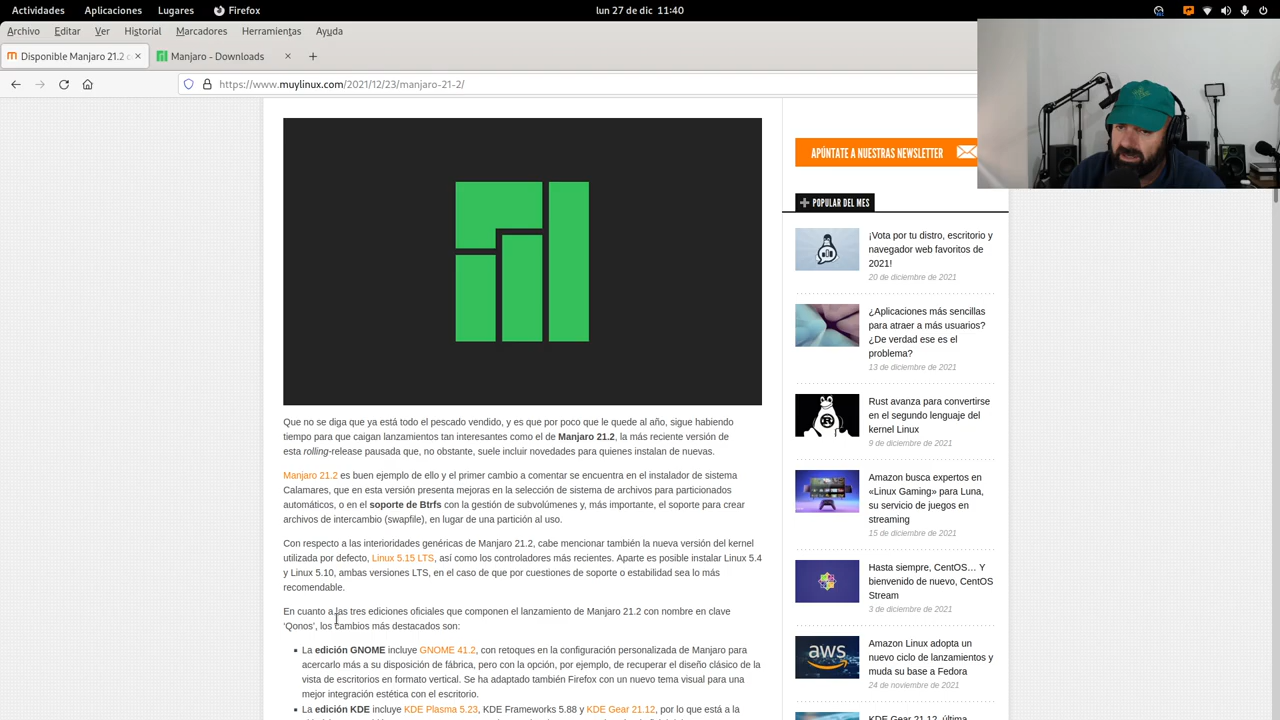 lun 27 dic  11:40
Archivo
Editar
Ver
Historial
Marcadores
Herramientas
Ayuda
Disponible Manjaro 21.2
Manjaro - Downloads
https://www.muylinux.com/2021/12/23/manjaro-21-2/
APÚNTATE A NUESTRAS NEWSLETTER
POPULAR DEL MES
¡Vota por tu distro, escritorio y
navegador web favoritos de
2021!
20 de diciembre de 2021
¿Aplicaciones más sencillas
para atraer a más usuarios?
¿De verdad ese es el
problema?
13 de diciembre de 2021
Rust avanza para convertirse
en el segundo lenguaje del
kernel Linux
9 de diciembre de 2021
Amazon busca expertos en
«Linux Gaming» para Luna,
su servicio de juegos en
streaming
15 de diciembre de 2021
Hasta siempre, CentOS… Y
bienvenido de nuevo, CentOS
Stream
3 de diciembre de 2021
aws
Amazon Linux adopta un
nuevo ciclo de lanzamientos y
muda su base a Fedora
24 de noviembre de 2021
KDE Gear 21.12, última
Que no se diga que ya está todo el pescado vendido, y es que por poco que le quede al año, sigue habiendo
tiempo para que caigan lanzamientos tan interesantes como el de Manjaro 21.2, la más reciente versión de
esta rolling-release pausada que, no obstante, suele incluir novedades para quienes instalan de nuevas.
Manjaro 21.2 es buen ejemplo de ello y el primer cambio a comentar se encuentra en el instalador de sistema
Calamares, que en esta versión presenta mejoras en la selección de sistema de archivos para particionados
automáticos, o en el soporte de Btrfs con la gestión de subvolúmenes y, más importante, el soporte para crear
archivos de intercambio (swapfile), en lugar de una partición al uso.
Con respecto a las interioridades genéricas de Manjaro 21.2, cabe mencionar también la nueva versión del kernel
utilizada por defecto, Linux 5.15 LTS, así como los controladores más recientes. Aparte es posible instalar Linux 5.4
y Linux 5.10, ambas versiones LTS, en el caso de que por cuestiones de soporte o estabilidad sea lo más
recomendable.
En cuanto a las tres ediciones oficiales que componen el lanzamiento de Manjaro 21.2 con nombre en clave
'Qonos', los cambios más destacados son:
La edición GNOME incluye GNOME 41.2, con retoques en la configuración personalizada de Manjaro para
acercarlo más a su disposición de fábrica, pero con la opción, por ejemplo, de recuperar el diseño clásico de la
vista de escritorios en formato vertical. Se ha adaptado también Firefox con un nuevo tema visual para una
mejor integración estética con el escritorio.
La edición KDE incluye KDE Plasma 5.23, KDE Frameworks 5.88 y KDE Gear 21.12, por lo que está a la